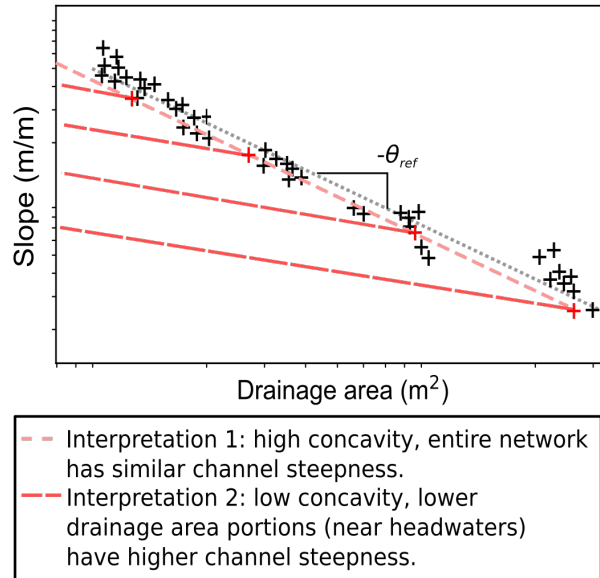 Slope (m/m)
-θref
Drainage area (m2)
Interpretation 1: high concavity, entire network
has similar channel steepness.
Interpretation 2: low concavity, lower
drainage area portions (near headwaters)
have higher channel steepness.